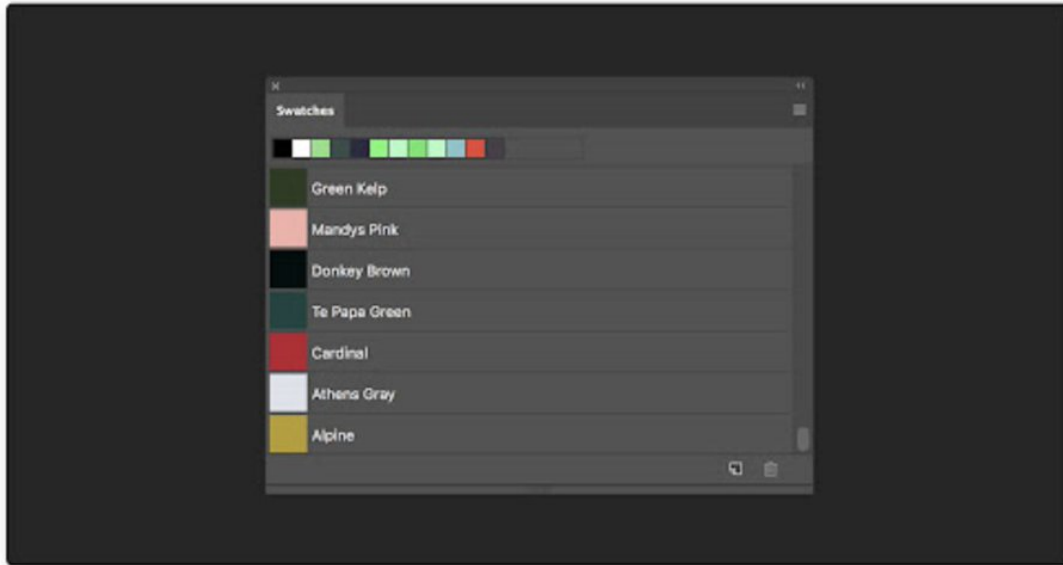 Swatches
Green Kelp
Mandys Pink
Donkey Brown
Te Papa Green
Cardinal
Athens Gray
Alpine